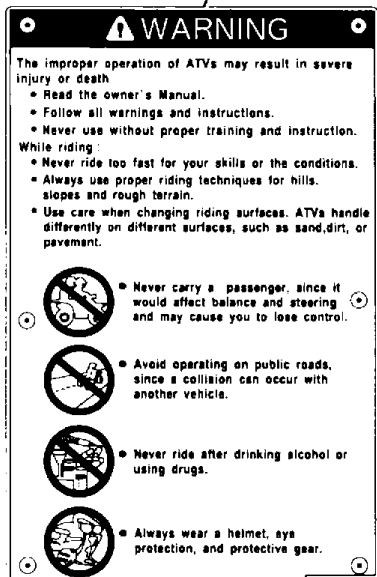 WARNING
The improper operation of ATVs may result in severe
injury or death
• Read the owner's Manual.
• Follow all warnings and instructions.
• Never use without proper training and instruction.
While riding :
• Never ride too fast for your skills or the conditions.
• Always use proper riding techniques for hills.
slopes and rough terrain.
• Use care when changing riding surfaces. ATVs handle
differently on different surfaces, such as sand,dirt, or
pavement.
• Never carry a passenger, since it
would affect balance and steering
and may cause you to lose control.
• Avoid operating on public roads,
since a collision can occur with
another vehicle.
• Never ride after drinking alcohol or
using drugs.
• Always wear a helmet, eye
protection, and protective gear.